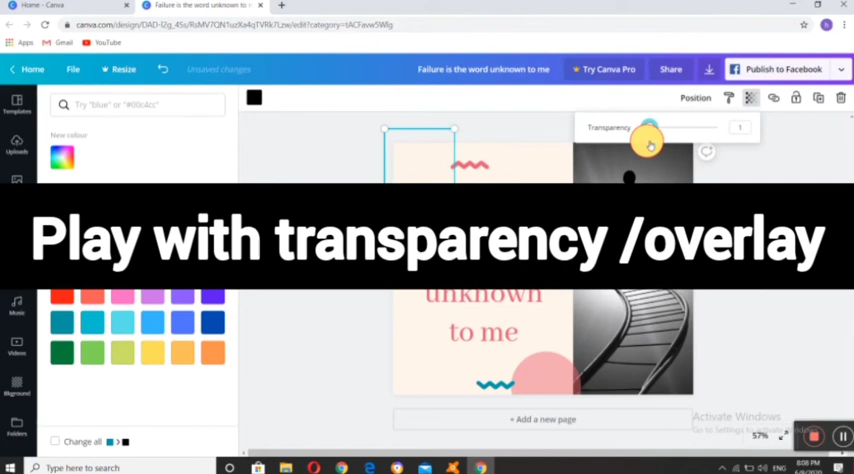 Home - Canva
Failure is the word unknown to m
canva.com/design/DAD-I2g_4Ss/RsMV7QN1uzXa4qTVRk7Lzw/edit?category=tACFavw5Wlg
Apps
Gmail
YouTube
Home
File
Resize
Unsaved changes
Failure is the word unknown to me
Try Canva Pro
Share
Publish to Facebook
Templates
Try "blue" or "#00c4cc"
Position
New colour
Transparency
1
Uploads
Play with transparency /overlay
unknown
to me
Music
Videos
Bkground
Folders
+ Add a new page
Change all
57%
Activate Windows
Go to Settings to activate Windows.
Type here to search
ENG
8:08 PM
6/8/2020